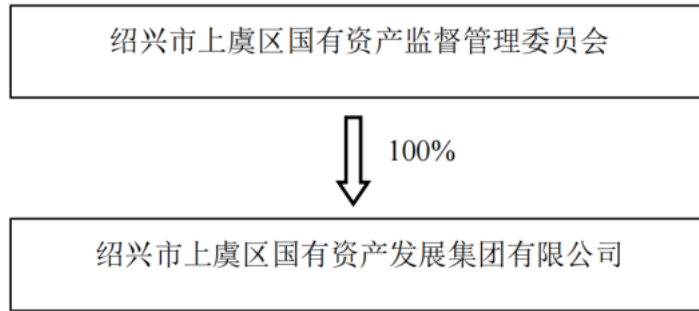 绍兴市上虞区国有资产监督管理委员会
100%
绍兴市上虞区国有资产发展集团有限公司